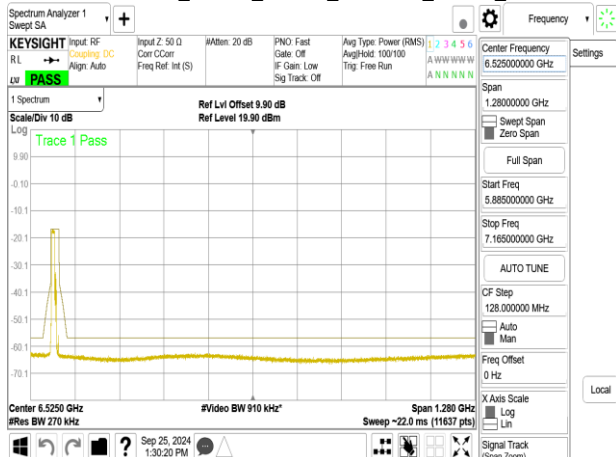 Spectrum Analyzer 1
Swept SA
+
Frequency
KEYSIGHT
Input: RF
Input Z: 50 Ω
#Atten: 20 dB
PNO: Fast
Avg Type: Power (RMS)
1 2 3 4 5 6
RL
Coupling: DC
Corr CCorr
Gate: Off
Avg|Hold: 100/100
A W W W W W
Align: Auto
Freq Ref: Int (S)
IF Gain: Low
Trig: Free Run
Sig Track: Off
A N N N N N
LXI
PASS
1 Spectrum
Ref Lvl Offset 9.90 dB
Scale/Div 10 dB
Ref Level 19.90 dBm
Log
Trace 1 Pass
9.90
-0.10
-10.1
-20.1
-30.1
-40.1
-50.1
-60.1
-70.1
Center 6.5250 GHz
#Video BW 910 kHz*
Span 1.280 GHz
#Res BW 270 kHz
Sweep ~22.0 ms (11637 pts)
?
Sep 25, 2024
1:30:20 PM
Center Frequency
6.525000000 GHz
Settings
Span
1.28000000 GHz
Swept Span
Zero Span
Full Span
Start Freq
5.885000000 GHz
Stop Freq
7.165000000 GHz
AUTO TUNE
CF Step
128.000000 MHz
Auto
Man
Freq Offset
0 Hz
X Axis Scale
Log
Lin
Local
Signal Track
(Span Zoom)